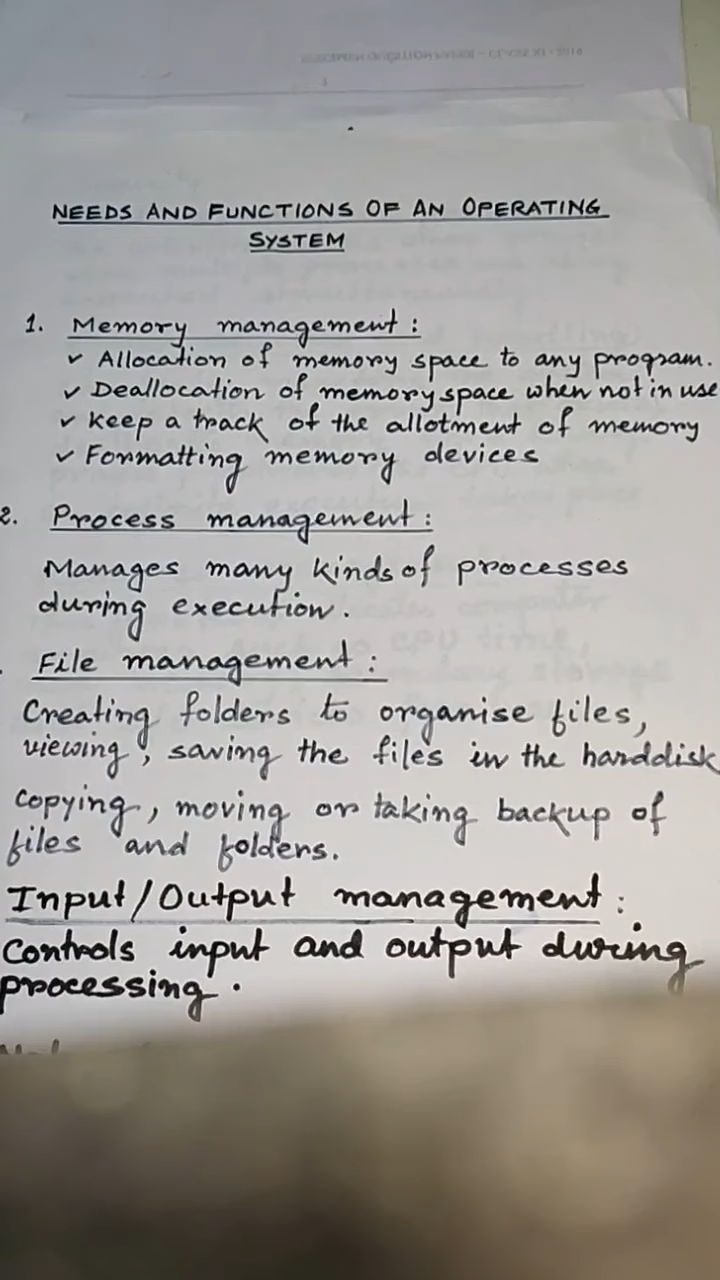 NEEDS AND FUNCTIONS OF AN OPERATING
SYSTEM
1. Memory management :
✓ Allocation of memory space to any program.
✓ Deallocation of memory space when not in use
✓ Keep a track of the allotment of memory
✓ Formatting memory devices
2. Process management :
Manages many kinds of processes
during execution.
File management :
Creating folders to organise files,
viewing, saving the files in the harddisk
copying, moving or taking backup of
files and folders.
Input/Output management :
Controls input and output during
processing.